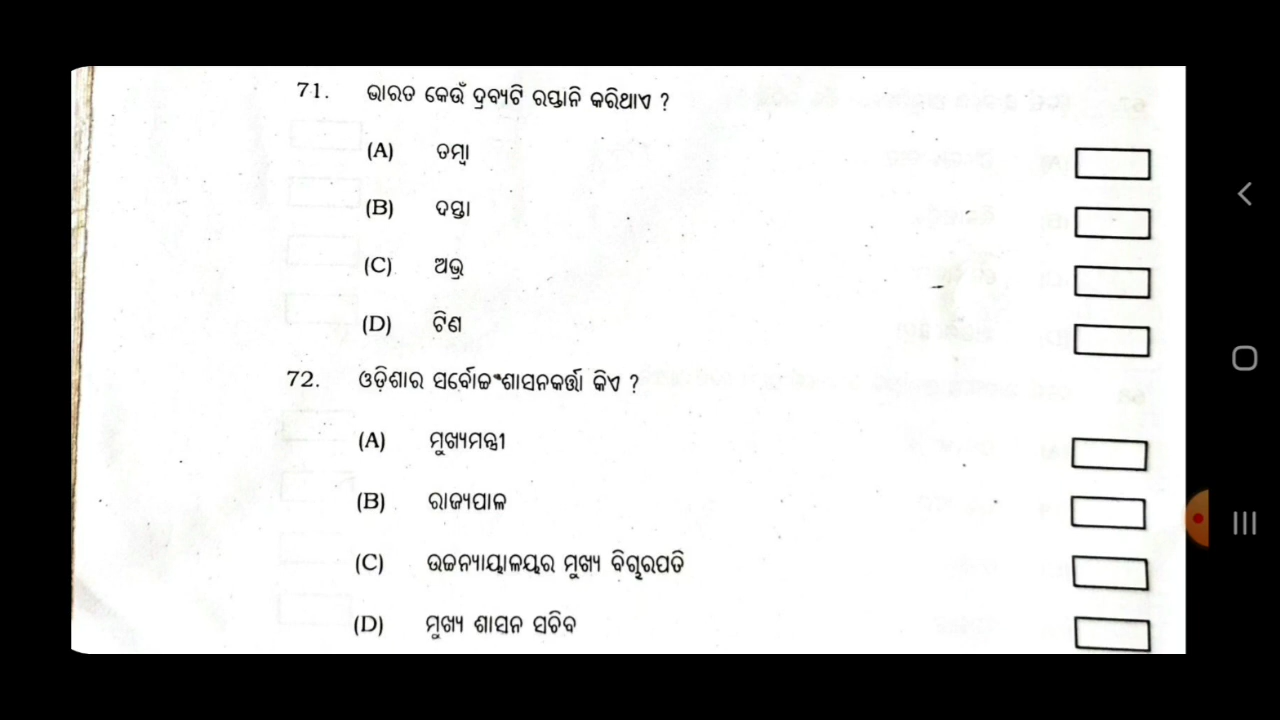 71. ଭାରତ କେଉଁ ଦ୍ରବ୍ୟଟି ରପ୍ତାନି କରିଥାଏ ?
(A) ତମ୍ବା
(B) ଦସ୍ତା
(C) ଅଭ୍ର
(D) ଟିଣ
72. ଓଡ଼ିଶାର ସର୍ବୋଚ୍ଚ ଶାସନକର୍ତ୍ତା କିଏ ?
(A) ମୁଖ୍ୟମନ୍ତ୍ରୀ
(B) ରାଜ୍ୟପାଳ
(C) ଉଚ୍ଚନ୍ୟାୟାଳୟର ମୁଖ୍ୟ ବିଚାରପତି
(D) ମୁଖ୍ୟ ଶାସନ ସଚିବ